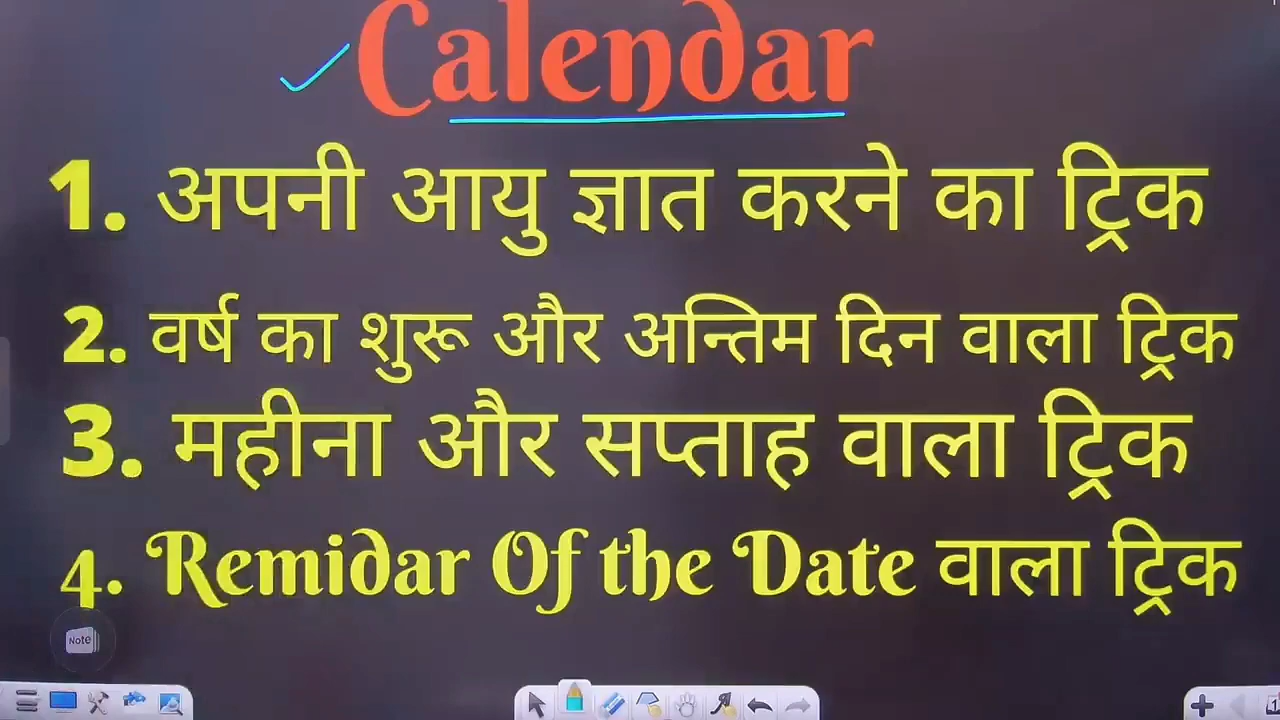 Calendar
1. अपनी आयु ज्ञात करने का ट्रिक
2. वर्ष का शुरू और अन्तिम दिन वाला ट्रिक
3. महीना और सप्ताह वाला ट्रिक
4. Remidar Of the Date वाला ट्रिक
Note